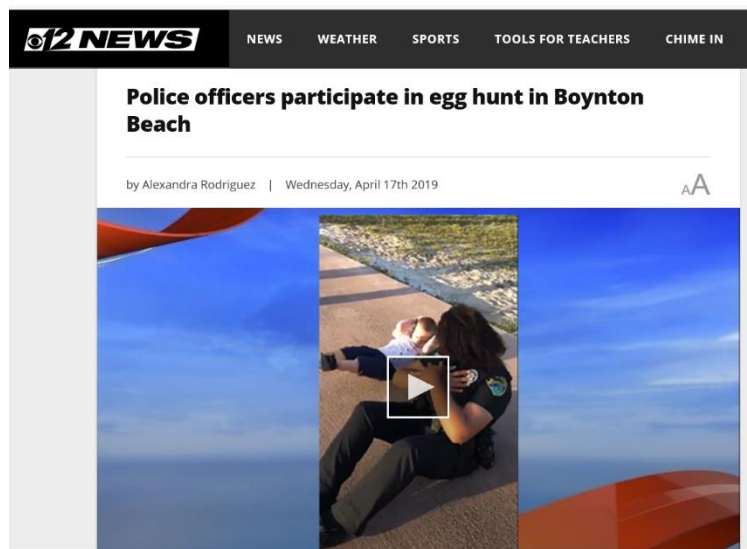 12 NEWS
NEWS WEATHER SPORTS TOOLS FOR TEACHERS CHIME IN
Police officers participate in egg hunt in Boynton
Beach
by Alexandra Rodriguez | Wednesday, April 17th 2019
AA